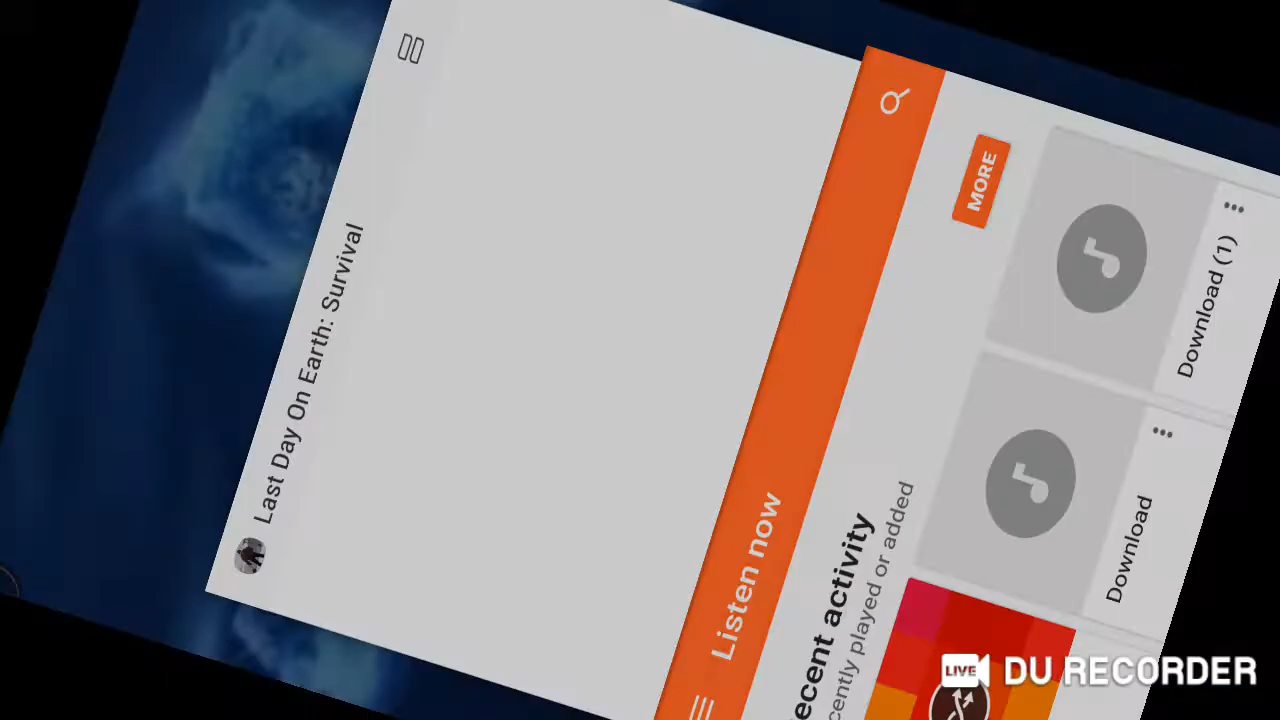 Last Day On Earth: Survival
Listen now
ecent activity
cently played or added
MORE
Download
Download (1)
LIVE
DU RECORDER